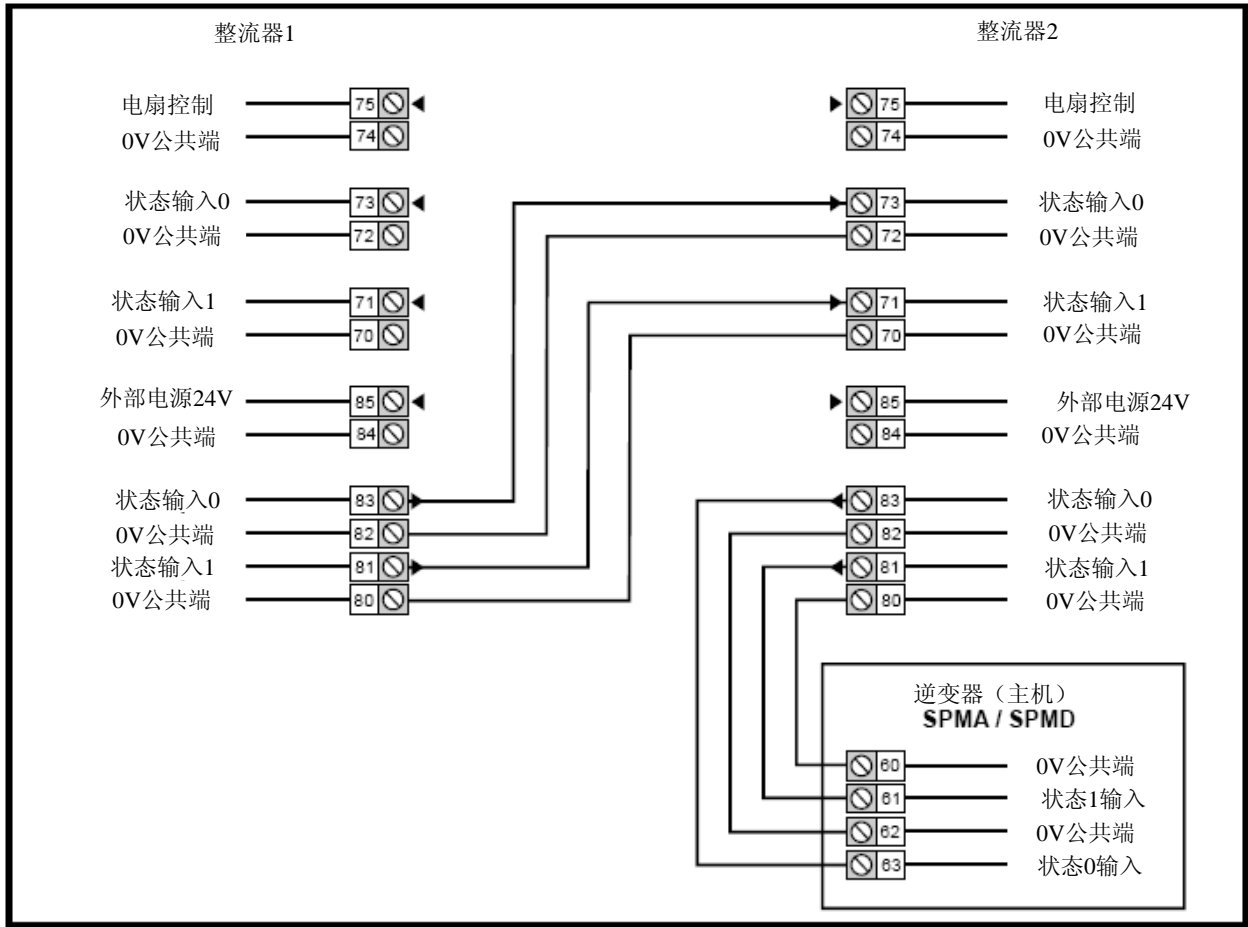 整流器1 整流器2
电扇控制 75 75 电扇控制
0V公共端 74 74 0V公共端
状态输入0 73 73 状态输入0
0V公共端 72 72 0V公共端
状态输入1 71 71 状态输入1
0V公共端 70 70 0V公共端
外部电源24V 85 85 外部电源24V
0V公共端 84 84 0V公共端
状态输入0 83 83 状态输入0
0V公共端 82 82 0V公共端
状态输入1 81 81 状态输入1
0V公共端 80 80 0V公共端
逆变器（主机）
SPMA / SPMD
60 0V公共端
61 状态1输入
62 0V公共端
63 状态0输入